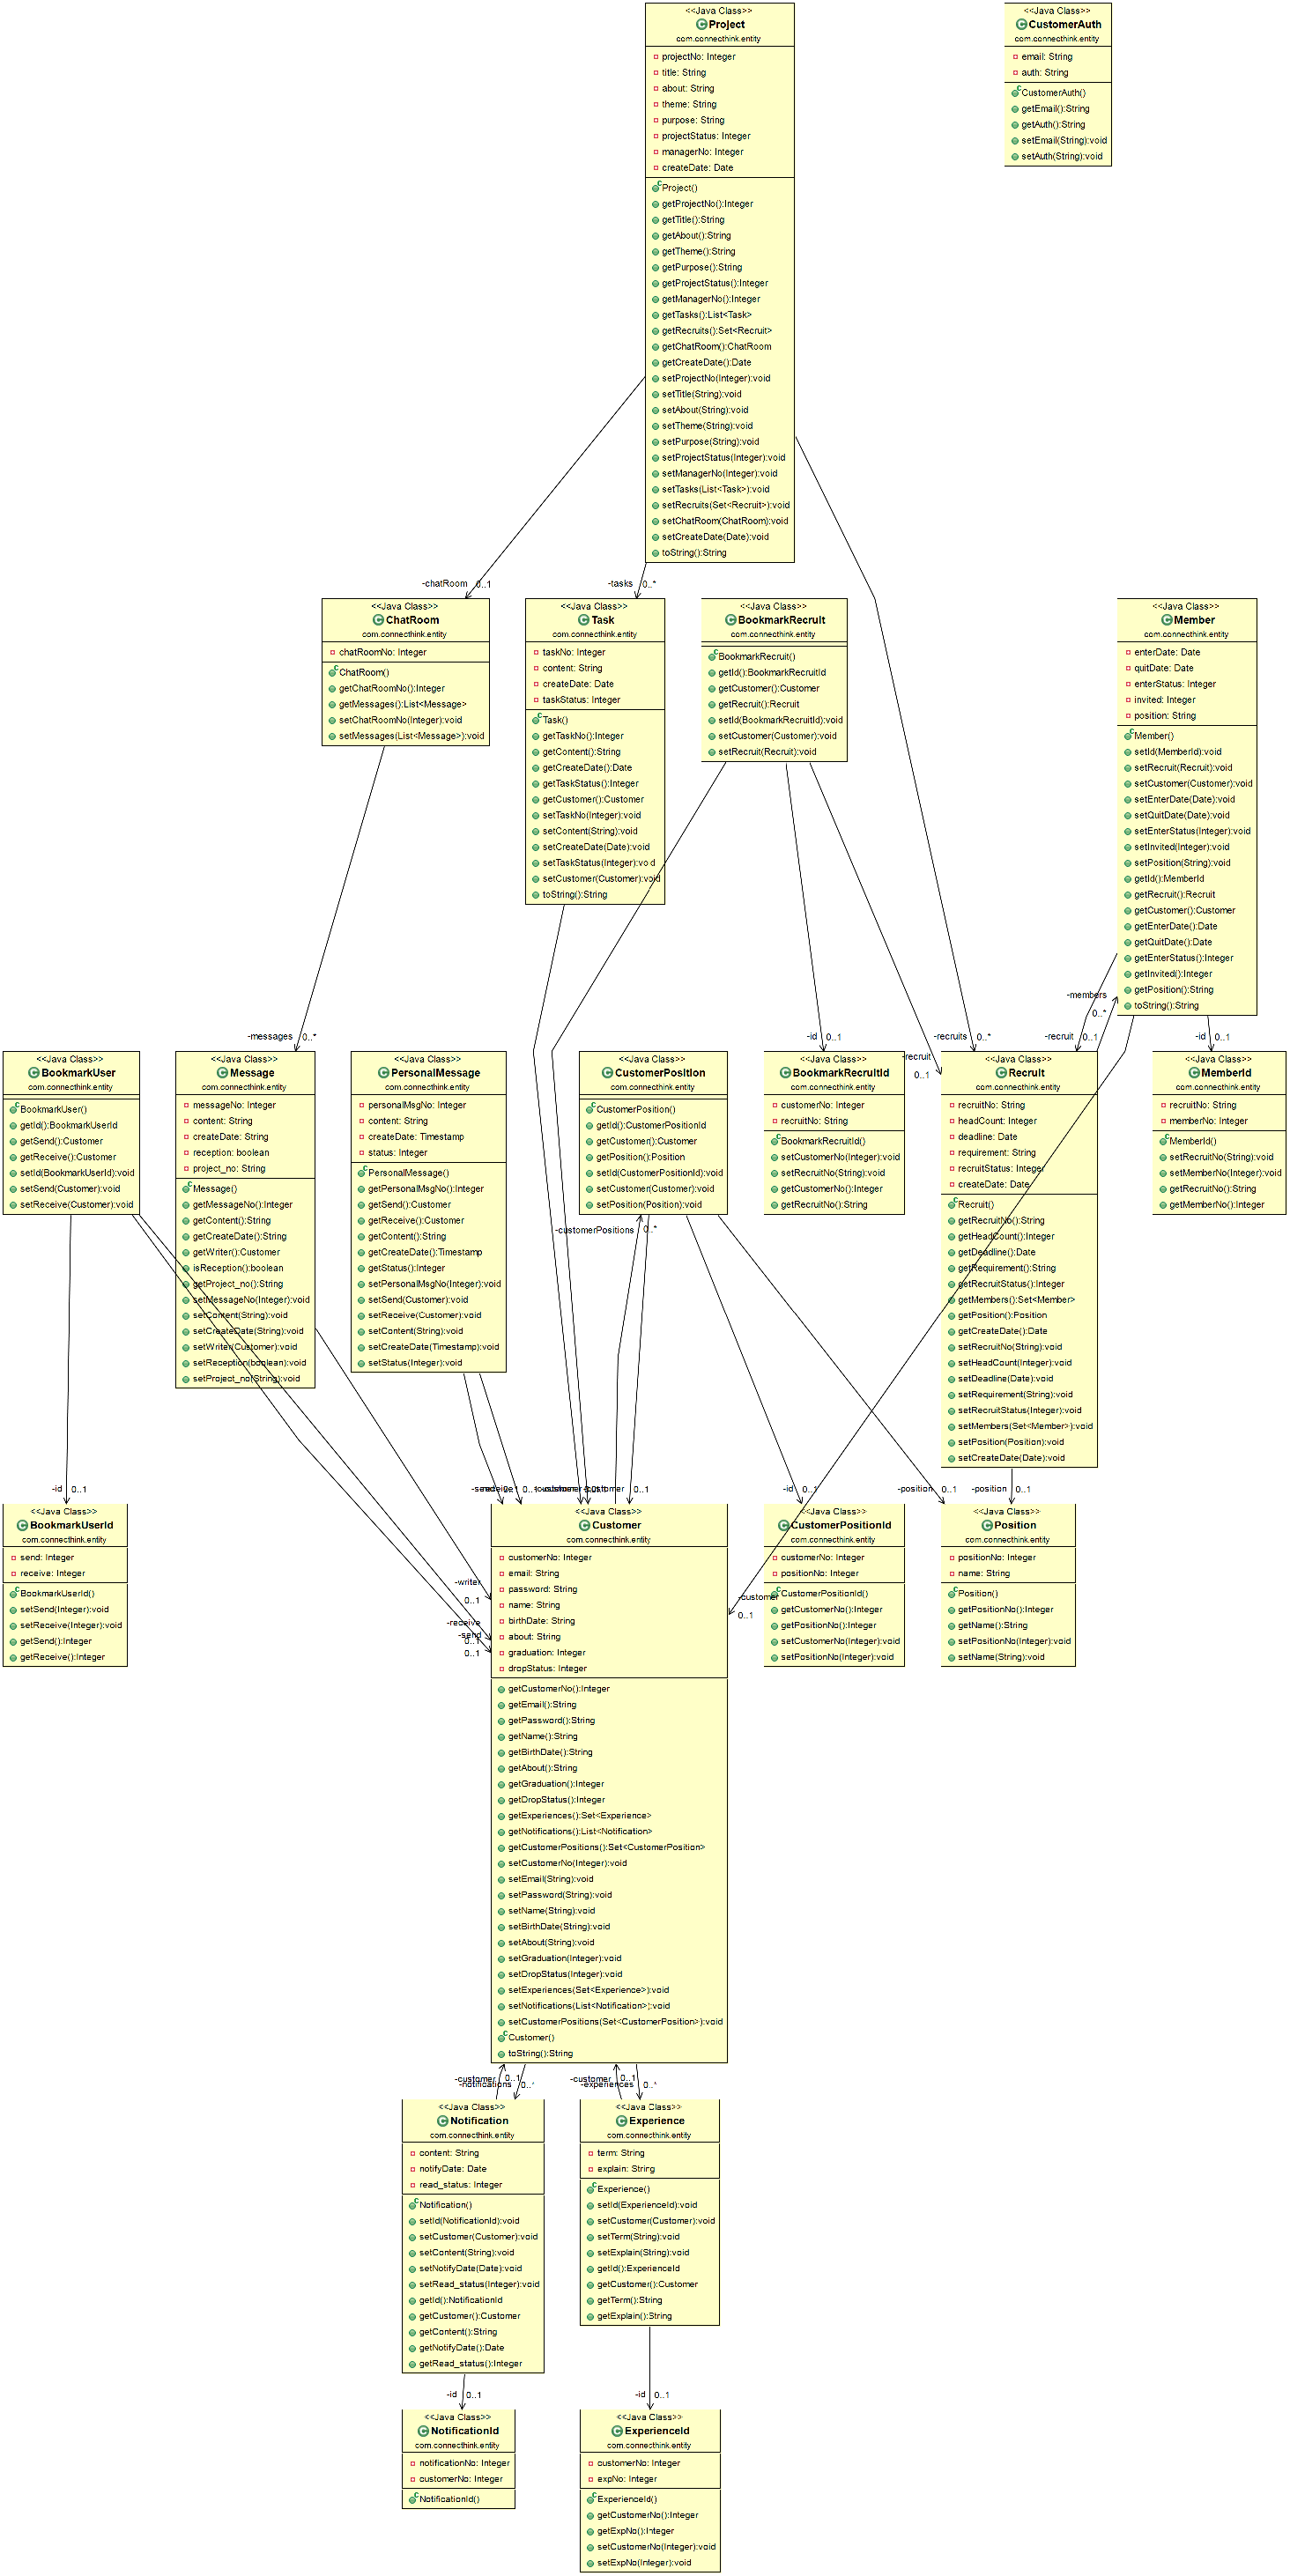 <<Java Class>>
Project
com.connecthink.entity
projectNo: Integer
title: String
about: String
theme: String
purpose: String
projectStatus: Integer
managerNo: Integer
createDate: Date
Project()
getProjectNo():Integer
getTitle():String
getAbout():String
getTheme():String
getPurpose():String
getProjectStatus():Integer
getManagerNo():Integer
getTasks():List<Task>
getRecruits():Set<Recruit>
getChatRoom():ChatRoom
getCreateDate():Date
setProjectNo(Integer):void
setTitle(String):void
setAbout(String):void
setTheme(String):void
setPurpose(String):void
setProjectStatus(Integer):void
setManagerNo(Integer):void
setTasks(List<Task>):void
setRecruits(Set<Recruit>):void
setChatRoom(ChatRoom):void
setCreateDate(Date):void
toString():String
<<Java Class>>
CustomerAuth
com.connecthink.entity
email: String
auth: String
CustomerAuth()
getEmail():String
getAuth():String
setEmail(String):void
setAuth(String):void
-chatRoom 0..1
-tasks 0..*
<<Java Class>>
ChatRoom
com.connecthink.entity
chatRoomNo: Integer
ChatRoom()
getChatRoomNo():Integer
getMessages():List<Message>
setChatRoomNo(Integer):void
setMessages(List<Message>):void
<<Java Class>>
Task
com.connecthink.entity
taskNo: Integer
content: String
createDate: Date
taskStatus: Integer
Task()
getTaskNo():Integer
getContent():String
getCreateDate():Date
getTaskStatus():Integer
getCustomer():Customer
setTaskNo(Integer):void
setContent(String):void
setCreateDate(Date):void
setTaskStatus(Integer):void
setCustomer(Customer):void
toString():String
<<Java Class>>
BookmarkRecruit
com.connecthink.entity
BookmarkRecruit()
getId():BookmarkRecruitId
getCustomer():Customer
getRecruit():Recruit
setId(BookmarkRecruitId):void
setCustomer(Customer):void
setRecruit(Recruit):void
<<Java Class>>
Member
com.connecthink.entity
enterDate: Date
quitDate: Date
enterStatus: Integer
invited: Integer
position: String
Member()
setId(MemberId):void
setRecruit(Recruit):void
setCustomer(Customer):void
setEnterDate(Date):void
setQuitDate(Date):void
setEnterStatus(Integer):void
setInvited(Integer):void
setPosition(String):void
getId():MemberId
getRecruit():Recruit
getCustomer():Customer
getEnterDate():Date
getQuitDate():Date
getEnterStatus():Integer
getInvited():Integer
getPosition():String
toString():String
-members
0..*
-messages 0..*
-id 0..1
-recruits 0..*
-recruit 0..1
-id 0..1
-recruit
0..1
<<Java Class>>
BookmarkUser
com.connecthink.entity
BookmarkUser()
getId():BookmarkUserId
getSend():Customer
getReceive():Customer
setId(BookmarkUserId):void
setSend(Customer):void
setReceive(Customer):void
<<Java Class>>
Message
com.connecthink.entity
messageNo: Integer
content: String
createDate: String
reception: boolean
project_no: String
Message()
getMessageNo():Integer
getContent():String
getCreateDate():String
getWriter():Customer
isReception():boolean
getProject_no():String
setMessageNo(Integer):void
setContent(String):void
setCreateDate(String):void
setWriter(Customer):void
setReception(boolean):void
setProject_no(String):void
<<Java Class>>
PersonalMessage
com.connecthink.entity
personalMsgNo: Integer
content: String
createDate: Timestamp
status: Integer
PersonalMessage()
getPersonalMsgNo():Integer
getSend():Customer
getReceive():Customer
getContent():String
getCreateDate():Timestamp
getStatus():Integer
setPersonalMsgNo(Integer):void
setSend(Customer):void
setReceive(Customer):void
setContent(String):void
setCreateDate(Timestamp):void
setStatus(Integer):void
<<Java Class>>
CustomerPosition
com.connecthink.entity
CustomerPosition()
getId():CustomerPositionId
getCustomer():Customer
getPosition():Position
setId(CustomerPositionId):void
setCustomer(Customer):void
setPosition(Position):void
<<Java Class>>
BookmarkRecruitId
com.connecthink.entity
customerNo: Integer
recruitNo: String
BookmarkRecruitId()
setCustomerNo(Integer):void
setRecruitNo(String):void
getCustomerNo():Integer
getRecruitNo():String
<<Java Class>>
Recruit
com.connecthink.entity
recruitNo: String
headCount: Integer
deadline: Date
requirement: String
recruitStatus: Integer
createDate: Date
Recruit()
getRecruitNo():String
getHeadCount():Integer
getDeadline():Date
getRequirement():String
getRecruitStatus():Integer
getMembers():Set<Member>
getPosition():Position
getCreateDate():Date
setRecruitNo(String):void
setHeadCount(Integer):void
setDeadline(Date):void
setRequirement(String):void
setRecruitStatus(Integer):void
setMembers(Set<Member>):void
setPosition(Position):void
setCreateDate(Date):void
<<Java Class>>
MemberId
com.connecthink.entity
recruitNo: String
memberNo: Integer
MemberId()
setRecruitNo(String):void
setMemberNo(Integer):void
getRecruitNo():String
getMemberNo():Integer
-customerPositions 0..*
-id 0..1
-send
-receive 0..1
-customer
-id 0..1
-position 0..1
-position 0..1
<<Java Class>>
BookmarkUserId
com.connecthink.entity
send: Integer
receive: Integer
BookmarkUserId()
setSend(Integer):void
setReceive(Integer):void
getSend():Integer
getReceive():Integer
-writer
0..1
-receive
0..1
-send
0..1
<<Java Class>>
Customer
com.connecthink.entity
customerNo: Integer
email: String
password: String
name: String
birthDate: String
about: String
graduation: Integer
dropStatus: Integer
getCustomerNo():Integer
getEmail():String
getPassword():String
getName():String
getBirthDate():String
getAbout():String
getGraduation():Integer
getDropStatus():Integer
getExperiences():Set<Experience>
getNotifications():List<Notification>
getCustomerPositions():Set<CustomerPosition>
setCustomerNo(Integer):void
setEmail(String):void
setPassword(String):void
setName(String):void
setBirthDate(String):void
setAbout(String):void
setGraduation(Integer):void
setDropStatus(Integer):void
setExperiences(Set<Experience>):void
setNotifications(List<Notification>):void
setCustomerPositions(Set<CustomerPosition>):void
Customer()
toString():String
-customer
0..1
<<Java Class>>
CustomerPositionId
com.connecthink.entity
customerNo: Integer
positionNo: Integer
CustomerPositionId()
getCustomerNo():Integer
getPositionNo():Integer
setCustomerNo(Integer):void
setPositionNo(Integer):void
<<Java Class>>
Position
com.connecthink.entity
positionNo: Integer
name: String
Position()
getPositionNo():Integer
getName():String
setPositionNo(Integer):void
setName(String):void
-customer 0..1
-notifications 0..*
-customer 0..1
-experiences 0..*
<<Java Class>>
Notification
com.connecthink.entity
content: String
notifyDate: Date
read_status: Integer
Notification()
setId(NotificationId):void
setCustomer(Customer):void
setContent(String):void
setNotifyDate(Date):void
setRead_status(Integer):void
getId():NotificationId
getCustomer():Customer
getContent():String
getNotifyDate():Date
getRead_status():Integer
<<Java Class>>
Experience
com.connecthink.entity
term: String
explain: String
Experience()
setId(ExperienceId):void
setCustomer(Customer):void
setTerm(String):void
setExplain(String):void
getId():ExperienceId
getCustomer():Customer
getTerm():String
getExplain():String
-id 0..1
-id 0..1
<<Java Class>>
NotificationId
com.connecthink.entity
notificationNo: Integer
customerNo: Integer
NotificationId()
<<Java Class>>
ExperienceId
com.connecthink.entity
customerNo: Integer
expNo: Integer
ExperienceId()
getCustomerNo():Integer
getExpNo():Integer
setCustomerNo(Integer):void
setExpNo(Integer):void